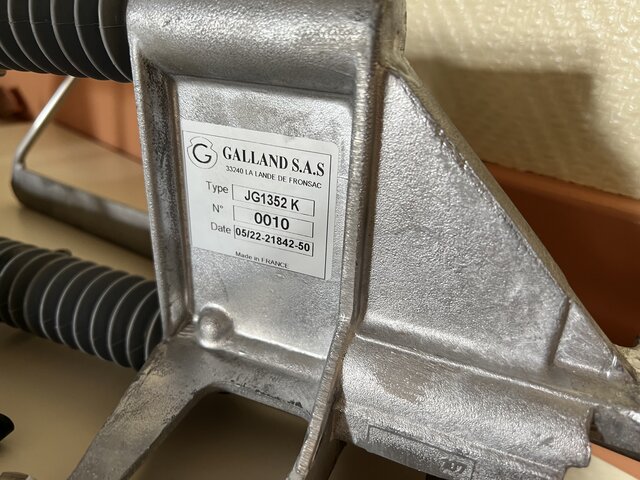 G GALLAND S.A.S
33240 LA LANDE DE FRONSAC
Type JG1352 K
N° 0010
Date 05/22-21842-50
Made in FRANCE